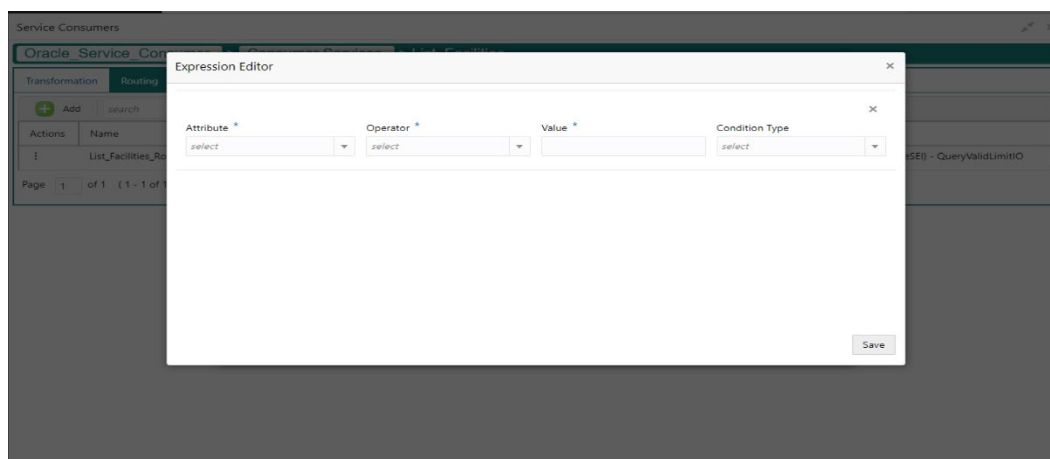 Service Consumers
Oracle_Service_Con
Expression Editor
Transformation Routing
Add search
Attribute * Operator * Value * Condition Type
select select select
Actions Name
List_Facilities_Ro SEI) - QueryValidLimitIO
Page 1 of 1 (1 - 1 of 1
Save